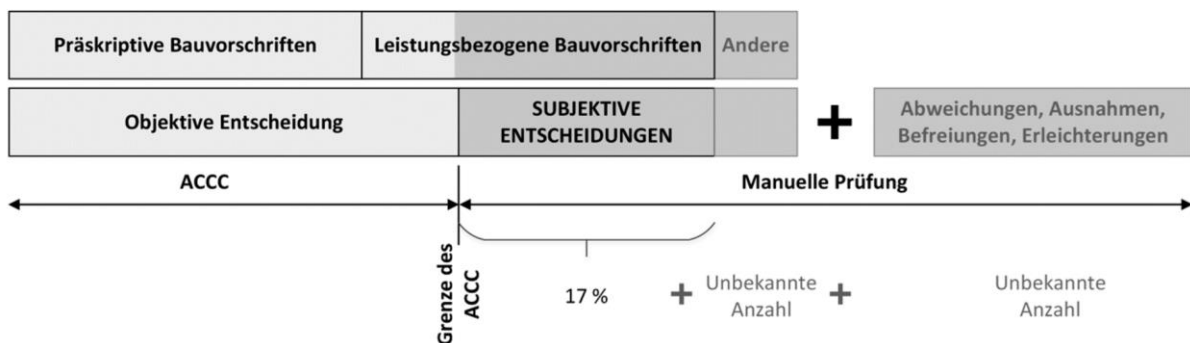 Präskriptive Bauvorschriften
Leistungsbezogene Bauvorschriften
Andere
Objektive Entscheidung
SUBJEKTIVE
ENTSCHEIDUNGEN
+
Abweichungen, Ausnahmen,
Befreiungen, Erleichterungen
ACCC
Manuelle Prüfung
Grenze des
ACCC
17 %
+
Unbekannte
Anzahl
+
Unbekannte
Anzahl